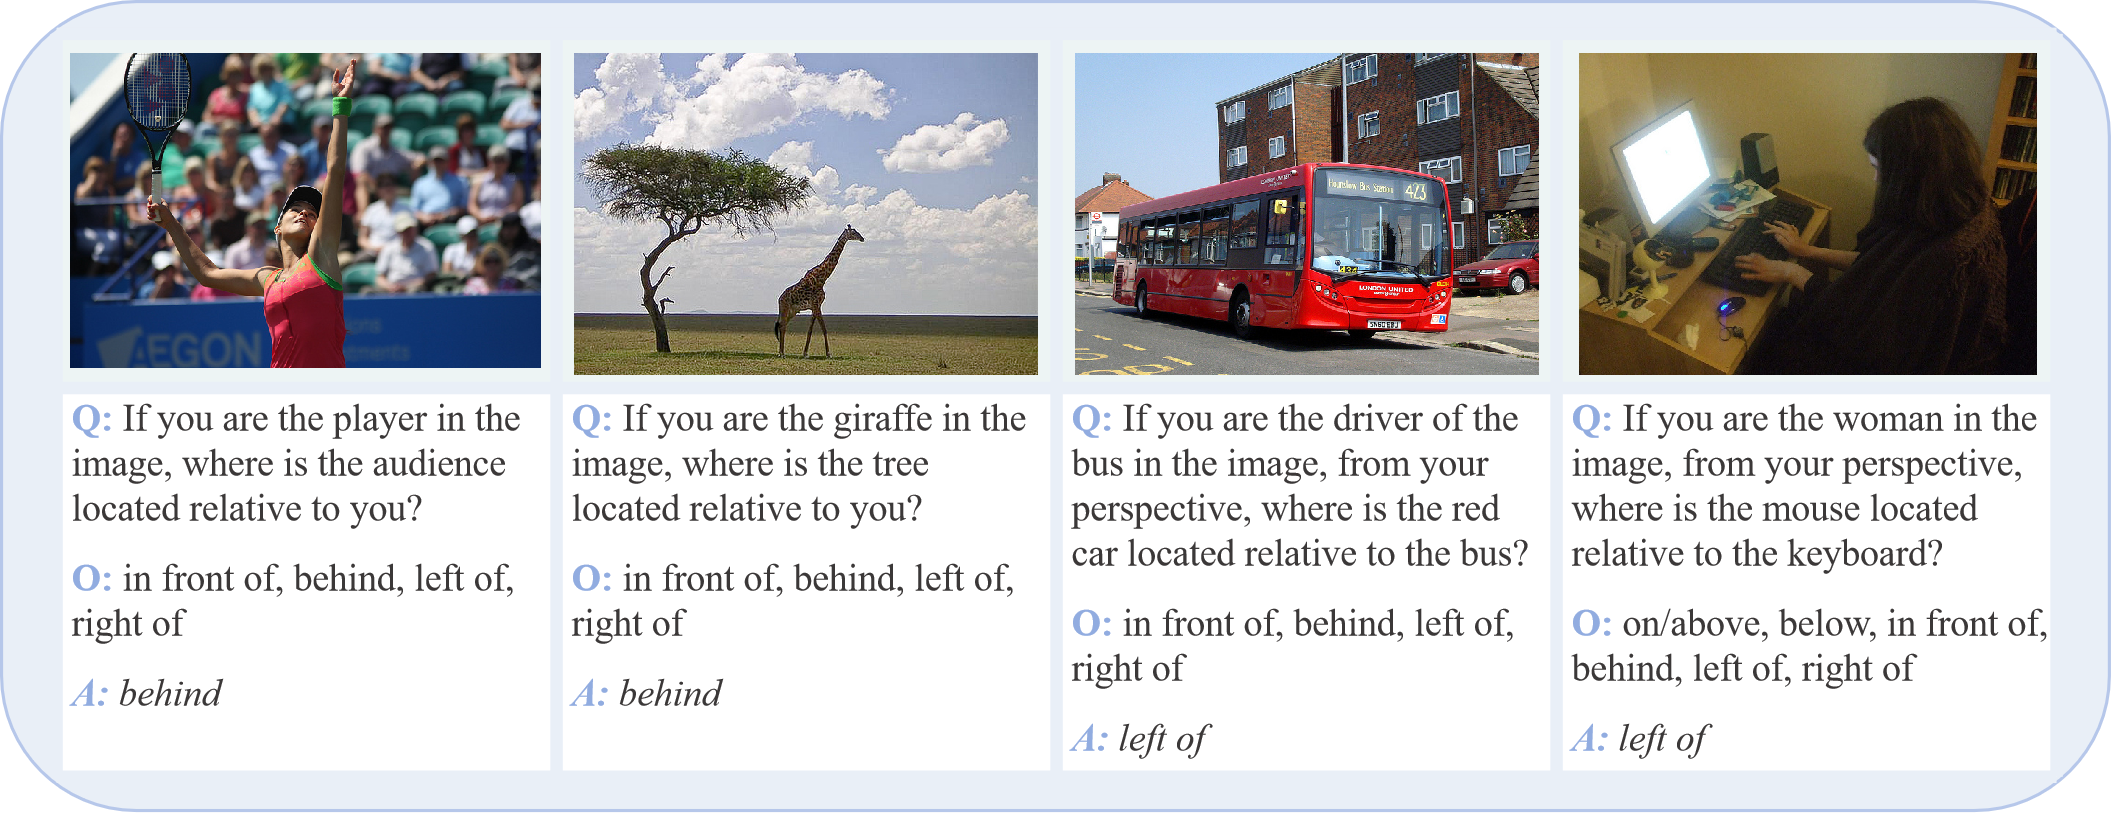 AEGON
Hounslow Bus Station 423
434
LONDON UNITED
Q: If you are the player in the
image, where is the audience
located relative to you?
O: in front of, behind, left of,
right of
A: behind
Q: If you are the giraffe in the
image, where is the tree
located relative to you?
O: in front of, behind, left of,
right of
A: behind
Q: If you are the driver of the
bus in the image, from your
perspective, where is the red
car located relative to the bus?
O: in front of, behind, left of,
right of
A: left of
Q: If you are the woman in the
image, from your perspective,
where is the mouse located
relative to the keyboard?
O: on/above, below, in front of,
behind, left of, right of
A: left of